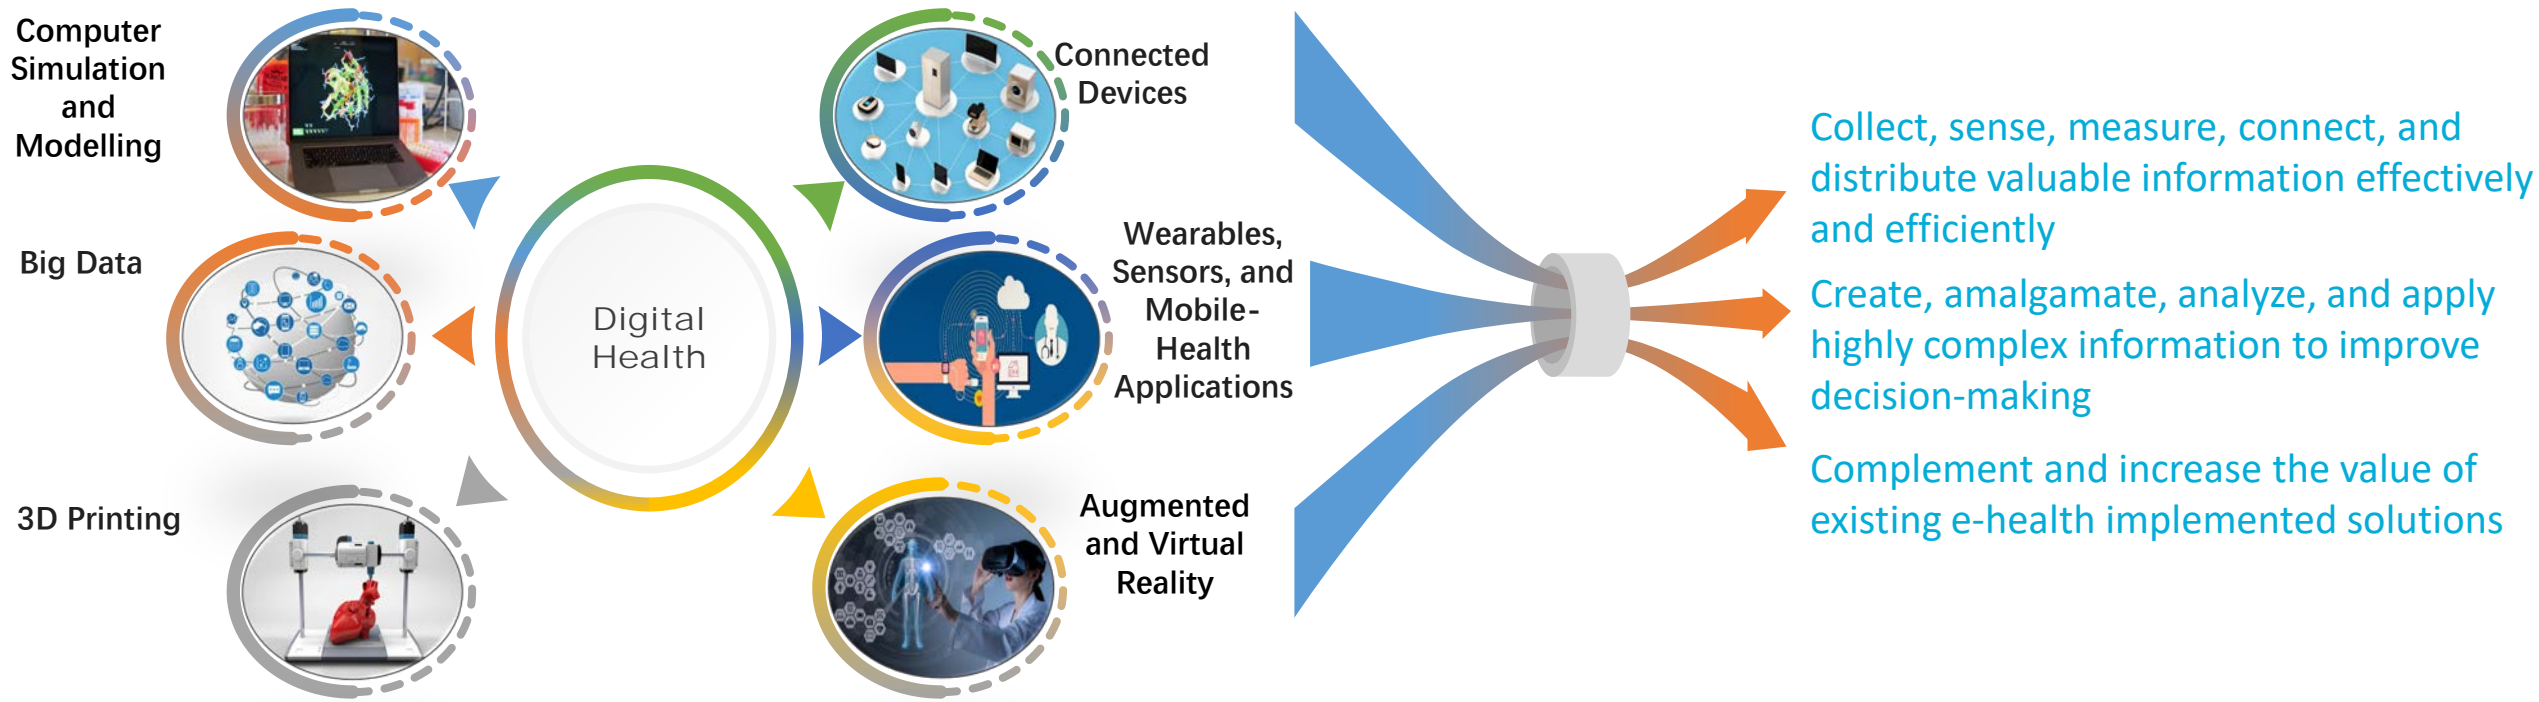 Computer
Simulation
and
Modelling
Big Data
3D Printing
Digital
Health
Connected
Devices
Wearables,
Sensors, and
Mobile-
Health
Applications
Augmented
and Virtual
Reality
Collect, sense, measure, connect, and
distribute valuable information effectively
and efficiently
Create, amalgamate, analyze, and apply
highly complex information to improve
decision-making
Complement and increase the value of
existing e-health implemented solutions